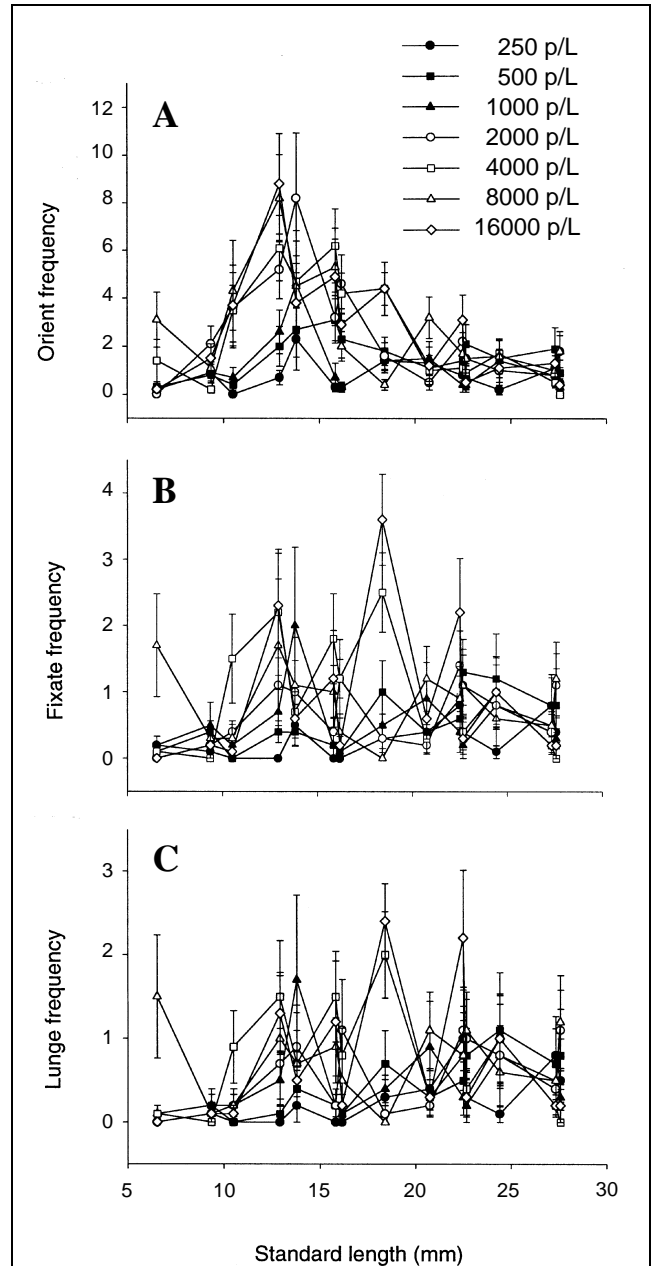 250 p/L
500 p/L
1000 p/L
2000 p/L
4000 p/L
8000 p/L
16000 p/L
A
12
10
8
6
4
2
0
Orient frequency
B
4
3
2
1
0
Fixate frequency
C
3
2
1
0
Lunge frequency
5 10 15 20 25 30
Standard length (mm)